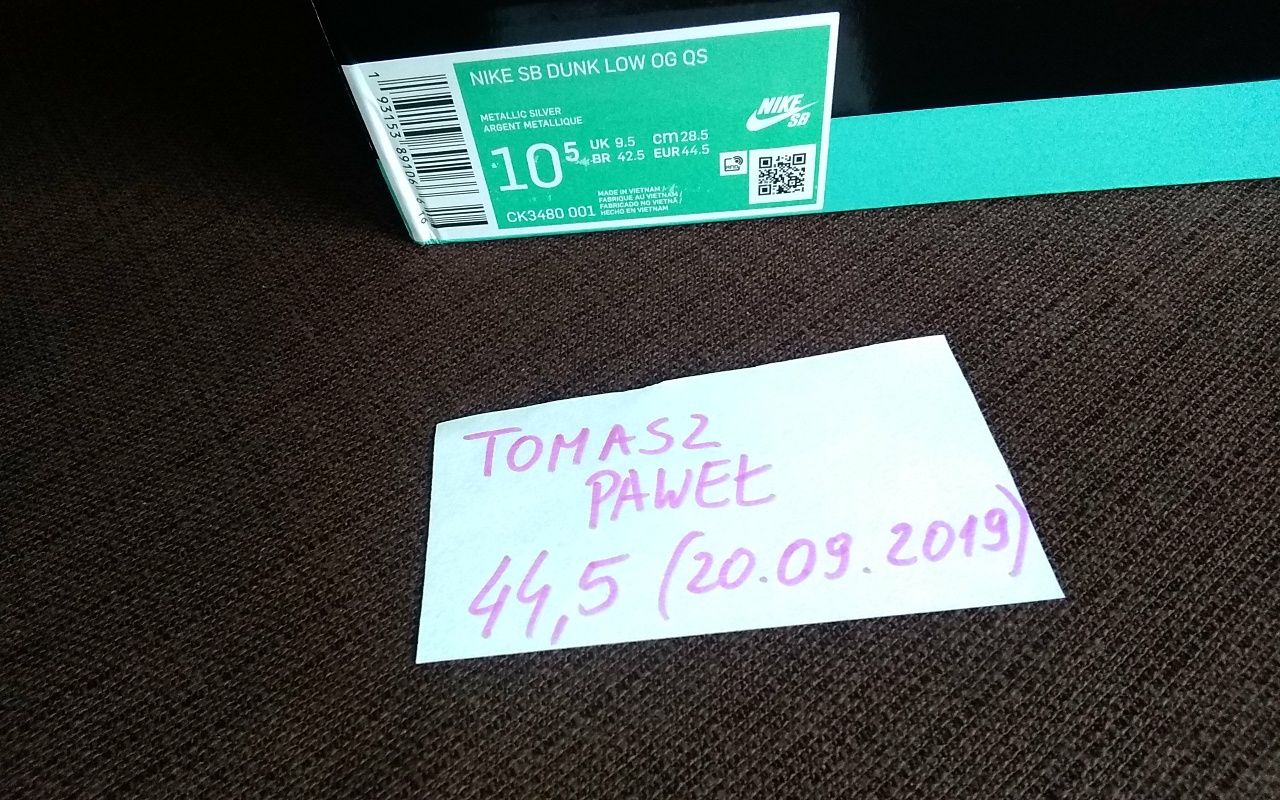 NIKE SB DUNK LOW OG QS
METALLIC SILVER
ARGENT METALLIQUE
NIKE
SB
10 5 UK 9.5 cm 28.5
BR 42.5 EUR 44.5
CK3480 001
MADE IN VIETNAM /
FABRIQUE AU VIETNAM /
FABRICADO NO VIETNÃ /
HECHO EN VIETNAM
TOMASZ
PAWEŁ
44,5 (20.09.2019)